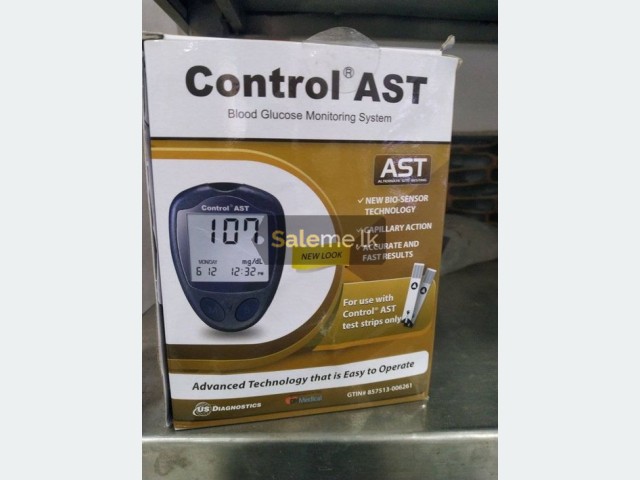 Control® AST
Blood Glucose Monitoring System
AST
✓ NEW BIO-SENSOR
TECHNOLOGY
✓ CAPILLARY ACTION
✓ ACCURATE AND
FAST RESULTS
Control® AST
107
MONDAY mg/dL
6 12 12:32 PM
Saleme.lk
NEW LOOK
For use with
Control® AST
test strips only
Advanced Technology that is Easy to Operate
US DIAGNOSTICS
Medical
GTIN# 857513-006261